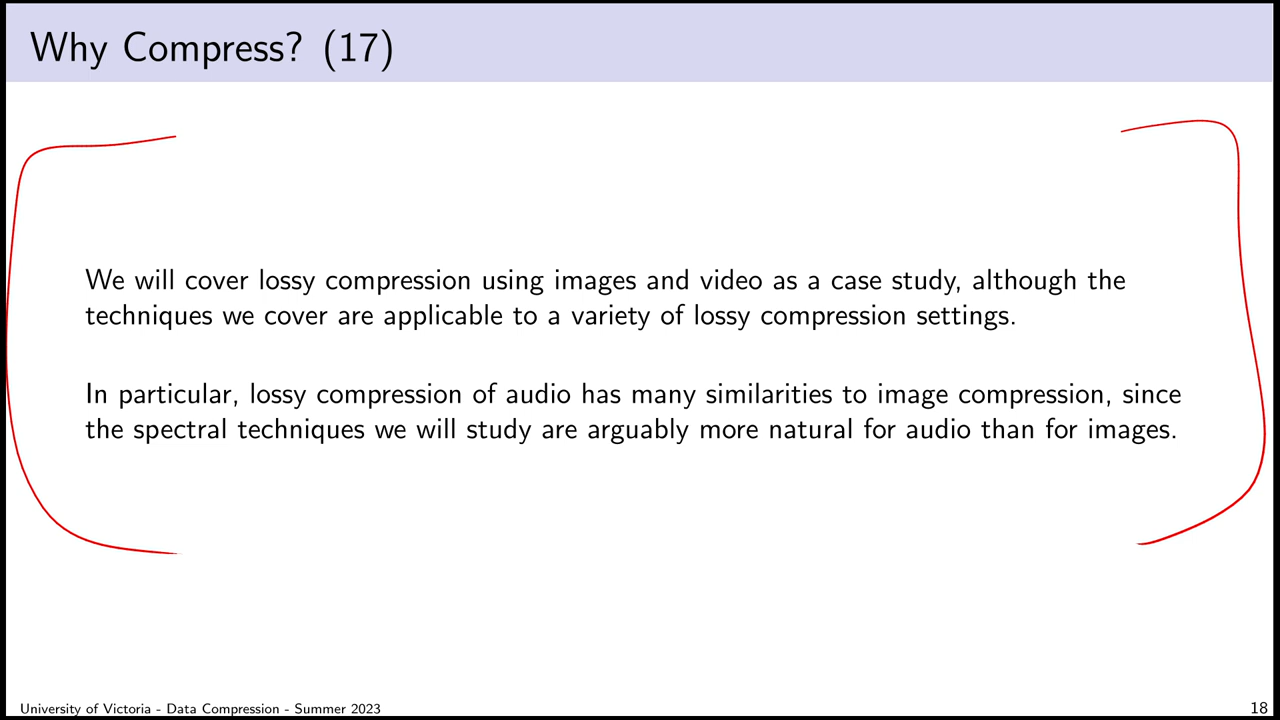 Why Compress? (17)
We will cover lossy compression using images and video as a case study, although the
techniques we cover are applicable to a variety of lossy compression settings.
In particular, lossy compression of audio has many similarities to image compression, since
the spectral techniques we will study are arguably more natural for audio than for images.
University of Victoria - Data Compression - Summer 2023
18